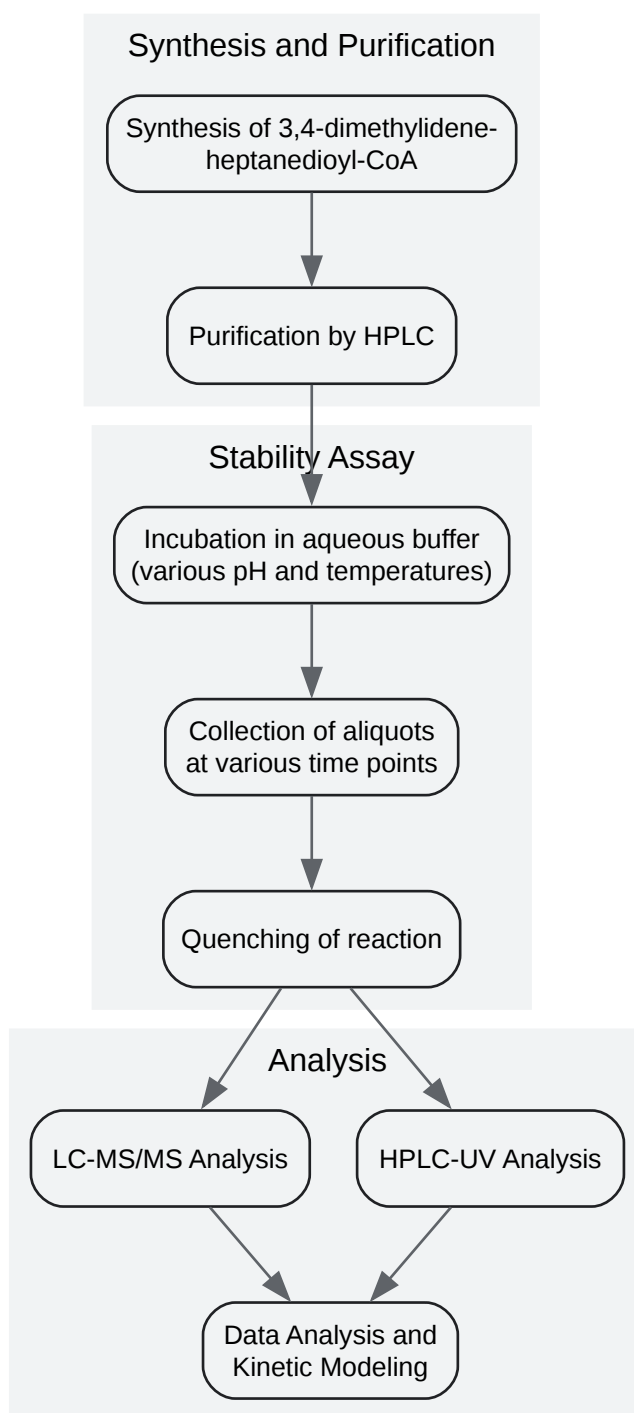 Synthesis and Purification
Synthesis of 3,4-dimethylidene-
heptanedioyl-CoA
Purification by HPLC
Stability Assay
Incubation in aqueous buffer
(various pH and temperatures)
Collection of aliquots
at various time points
Quenching of reaction
Analysis
LC-MS/MS Analysis
HPLC-UV Analysis
Data Analysis and
Kinetic Modeling